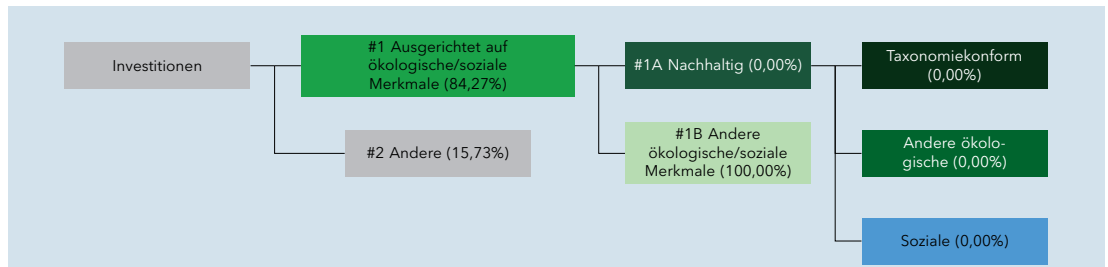 Investitionen
#1 Ausgerichtet auf
ökologische/soziale
Merkmale (84,27%)
#2 Andere (15,73%)
#1A Nachhaltig (0,00%)
#1B Andere
ökologische/soziale
Merkmale (100,00%)
Taxonomiekonform
(0,00%)
Andere ökolo-
gische (0,00%)
Soziale (0,00%)